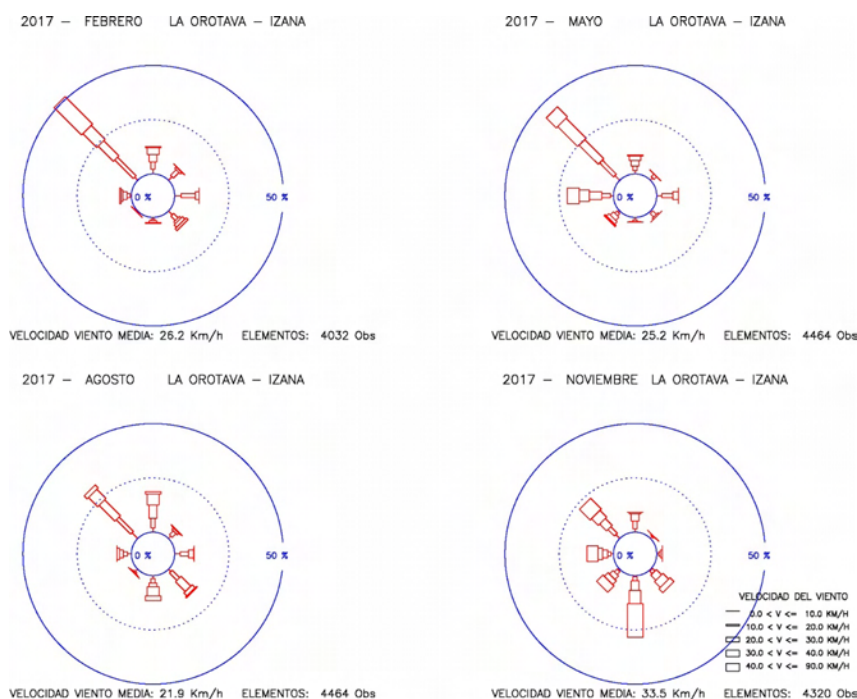 2017 – FEBRERO LA OROTAVA – IZANA
0 %
50 %
VELOCIDAD VIENTO MEDIA: 26.2 Km/h ELEMENTOS: 4032 Obs
2017 – MAYO LA OROTAVA – IZANA
0 %
50 %
VELOCIDAD VIENTO MEDIA: 25.2 Km/h ELEMENTOS: 4464 Obs
2017 – AGOSTO LA OROTAVA – IZANA
0 %
50 %
VELOCIDAD VIENTO MEDIA: 21.9 Km/h ELEMENTOS: 4464 Obs
2017 – NOVIEMBRE LA OROTAVA – IZANA
0 %
50 %
VELOCIDAD DEL VIENTO
0.0 < V <= 10.0 KM/H
10.0 < V <= 20.0 KM/H
20.0 < V <= 30.0 KM/H
30.0 < V <= 40.0 KM/H
40.0 < V <= 90.0 KM/H
VELOCIDAD VIENTO MEDIA: 33.5 Km/h ELEMENTOS: 4320 Obs